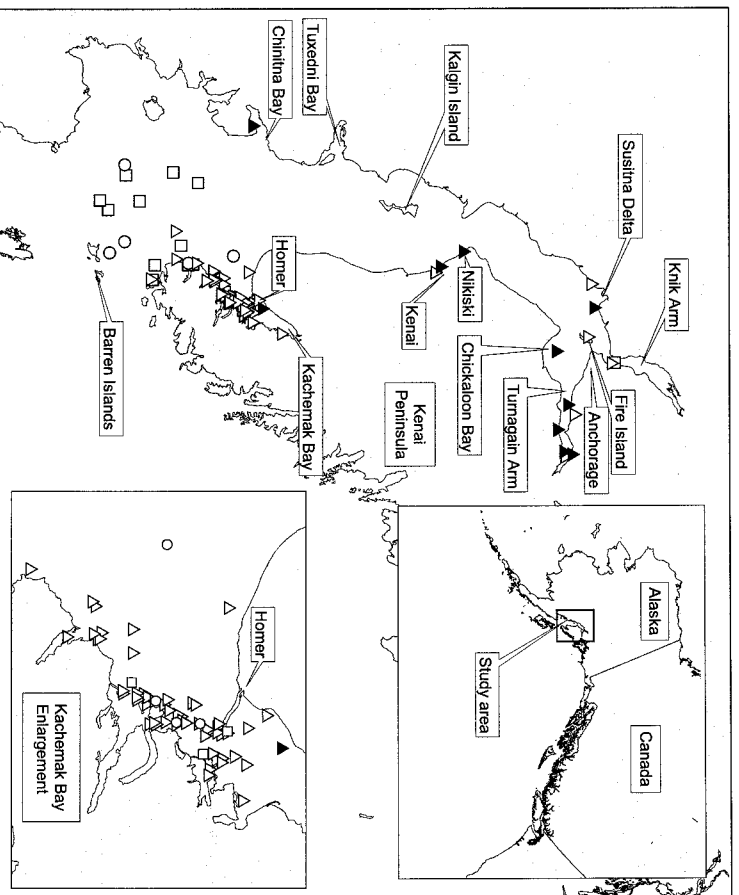 Knik Arm
Susitna Delta
Fire Island
Anchorage
Turnagain Arm
Chickaloon Bay
Kalgin Island
Nikiski
Kenai
Tuxedni Bay
Chinitna Bay
Homer
Kachemak Bay
Kenai
Peninsula
Barren Islands
Alaska
Canada
Study area
Homer
Kachemak Bay
Enlargement